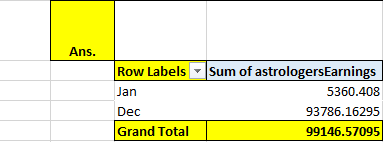 Ans.
Row Labels Sum of astrologersEarnings
Jan 5360.408
Dec 93786.16295
Grand Total 99146.57095